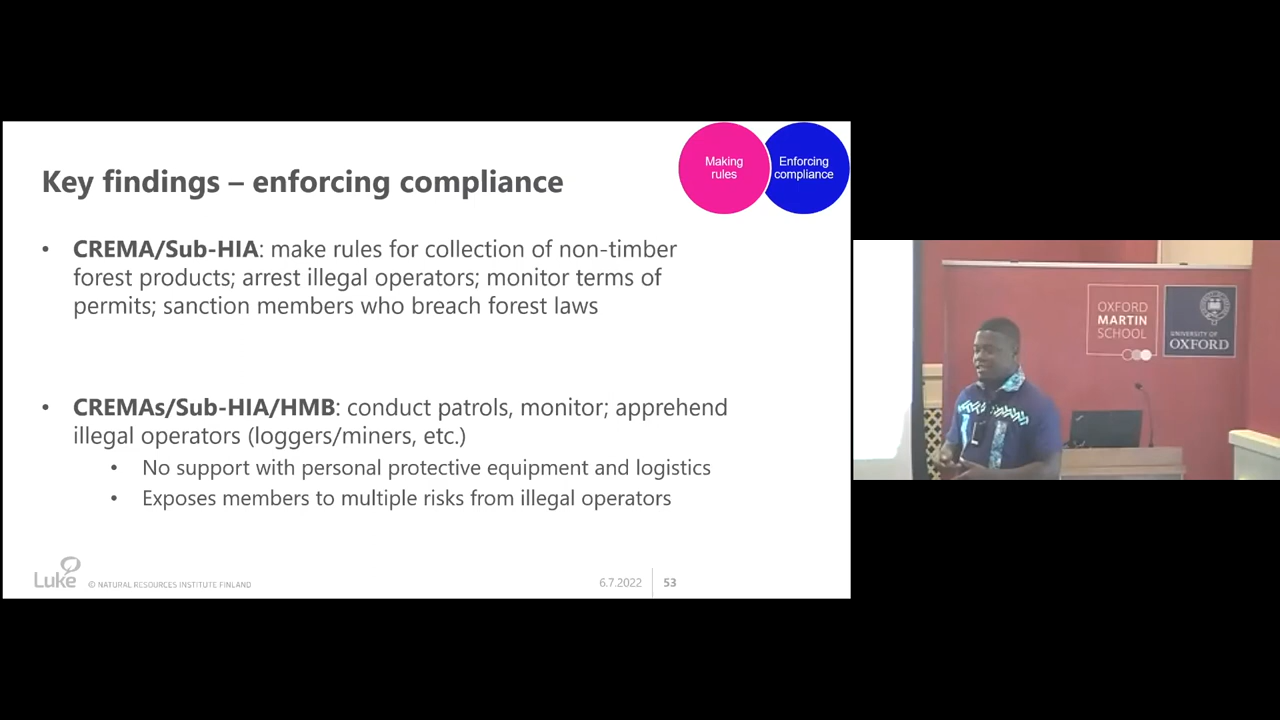 Making
rules
Enforcing
compliance
Key findings – enforcing compliance
• CREMA/Sub-HIA: make rules for collection of non-timber
forest products; arrest illegal operators; monitor terms of
permits; sanction members who breach forest laws
• CREMAs/Sub-HIA/HMB: conduct patrols, monitor; apprehend
illegal operators (loggers/miners, etc.)
• No support with personal protective equipment and logistics
• Exposes members to multiple risks from illegal operators
Luke © NATURAL RESOURCES INSTITUTE FINLAND
6.7.2022 53
OXFORD
MARTIN
SCHOOL
UNIVERSITY OF
OXFORD